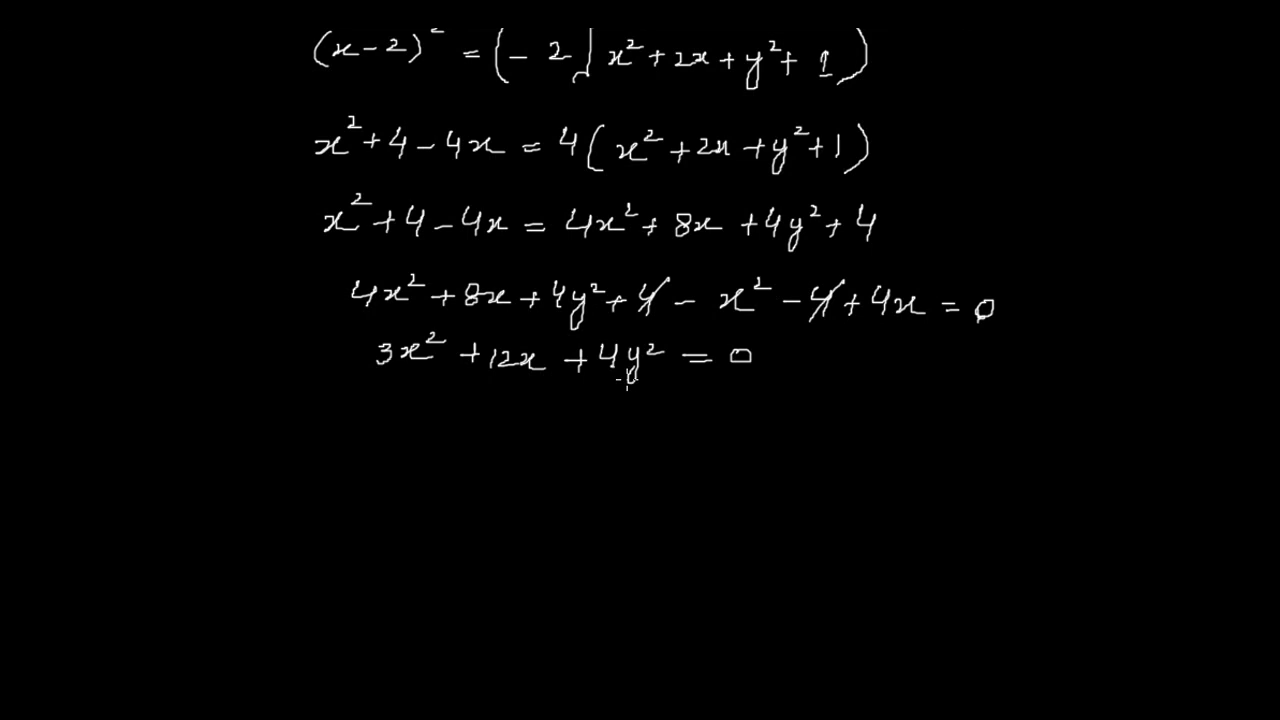 (x-2)² = (-2√x²+2x+y²+1)
x²+4-4x = 4(x²+2x+y²+1)
x²+4-4x = 4x²+8x+4y²+4
4x²+8x+4y²+4-x²-4+4x=0
3x²+12x+4y²=0